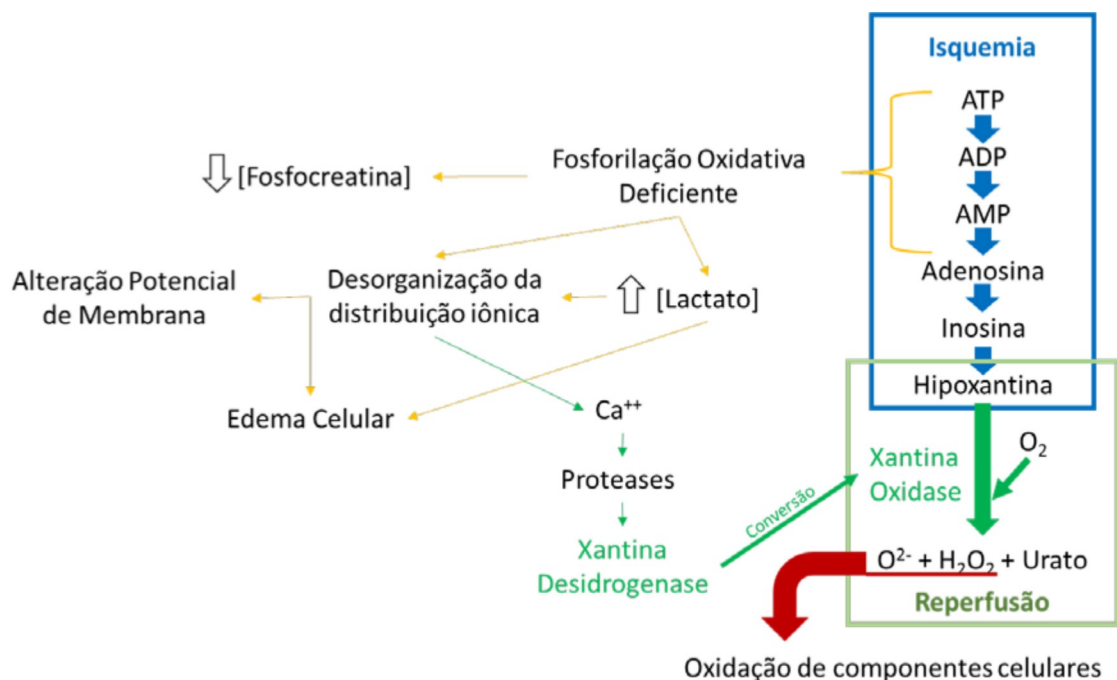 Isquemia
ATP
ADP
AMP
Adenosina
Inosina
Hipoxantina
Fosforilação Oxidativa
Deficiente
[Fosfocreatina]
Desorganização da
distribuição iônica
[Lactato]
Alteração Potencial
de Membrana
Edema Celular
Ca⁺⁺
Proteases
Xantina
Desidrogenase
Conversão
Xantina
Oxidase
O₂
O²⁻ + H₂O₂ + Urato
Reperfusão
Oxidação de componentes celulares